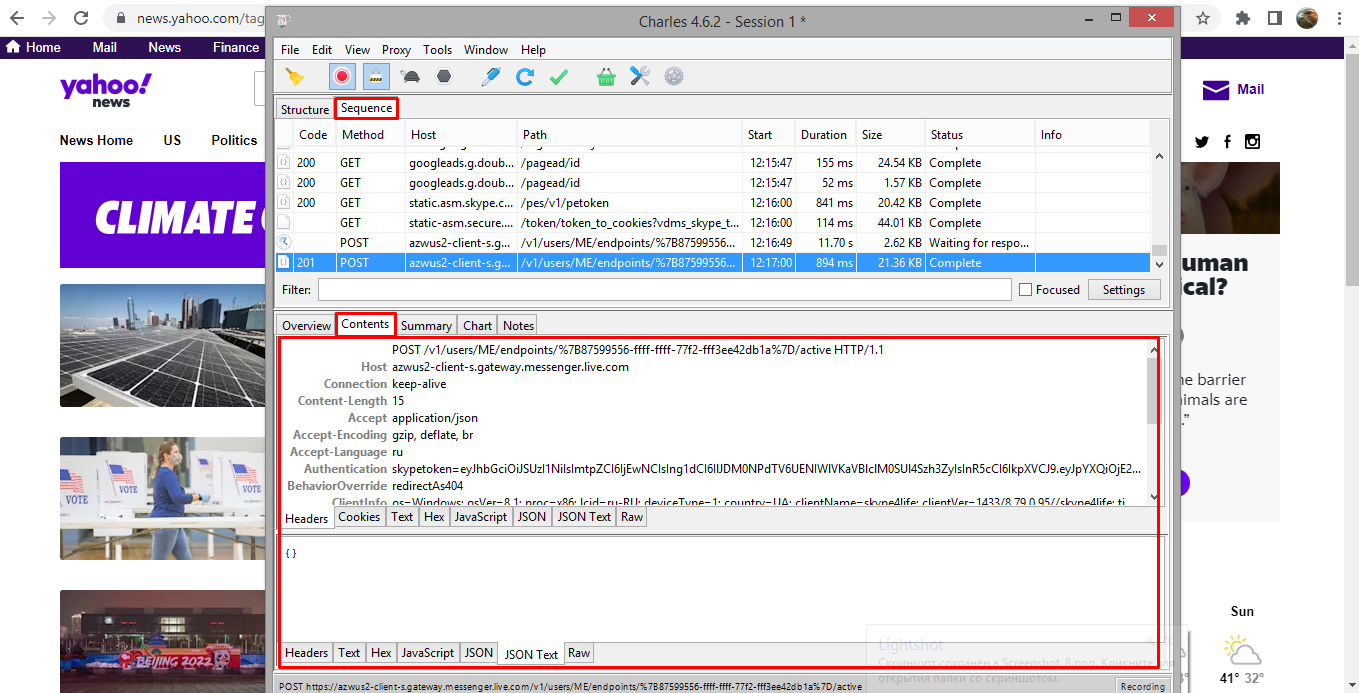 news.yahoo.com/tag
Charles 4.6.2 - Session 1 *
Home Mail News Finance
File Edit View Proxy Tools Window Help
yahoo!
news
Mail
Structure Sequence
Code Method Host Path Start Duration Size Status Info
News Home US Politics
200 GET googleads.g.doub... /pagead/id 12:15:47 155 ms 24.54 KB Complete
200 GET googleads.g.doub... /pagead/id 12:15:47 52 ms 1.57 KB Complete
200 GET static.asm.skype.c... /pes/v1/petoken 12:16:00 841 ms 20.42 KB Complete
GET static-asm.secure.... /token/token_to_cookies?vdms_skype_t... 12:16:00 114 ms 44.01 KB Complete
POST azwus2-client-s.g... /v1/users/ME/endpoints/%7B87599556... 12:16:49 11.70 s 2.62 KB Waiting for respo...
201 POST azwus2-client-s.g... /v1/users/ME/endpoints/%7B87599556... 12:17:00 894 ms 21.36 KB Complete
CLIMATE
Filter: Focused Settings
uman
ical?
Overview Contents Summary Chart Notes
POST /v1/users/ME/endpoints/%7B87599556-ffff-ffff-77f2-fff3ee42db1a%7D/active HTTP/1.1
Host azwus2-client-s.gateway.messenger.live.com
Connection keep-alive
Content-Length 15
Accept application/json
Accept-Encoding gzip, deflate, br
Accept-Language ru
BehaviorOverride redirectAs404
ClientInfo os=Windows; osVer=8.1; proc=x86; lcid=ru-RU; deviceType=1; country=UA; clientName=skype4life; clientVer=1433/8.79.0.95//skype4life; ti
he barrier
imals are
.”
VOTE VOTE VOTE
Headers Cookies Text Hex JavaScript JSON JSON Text Raw
{ }
Sun
41° 32°
BEIJING 2022
Headers Text Hex JavaScript JSON JSON Text Raw
Lightshot
Скриншот сохранён в Screenshot_8.png. Кликните для
открытия папки со скриншотом.
POST https://azwus2-client-s.gateway.messenger.live.com/v1/users/ME/endpoints/%7B87599556-ffff-ffff-77f2-fff3ee42db1a%7D/active
Recording